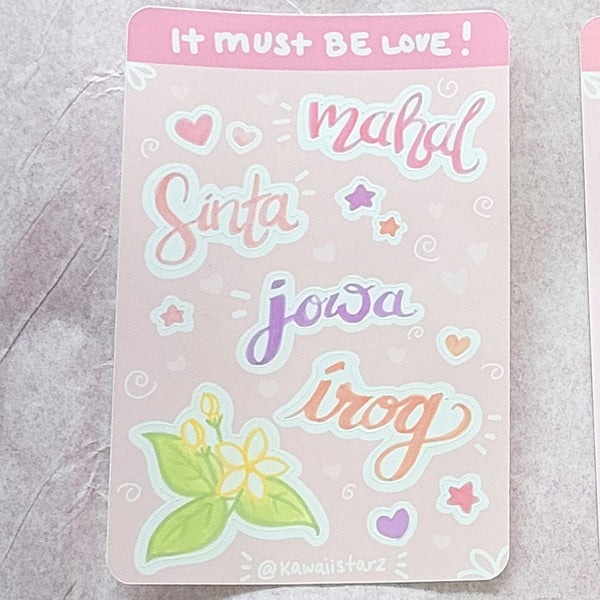 It must be love!
mahal
Sinta
jowa
irog
@kawaiistarz